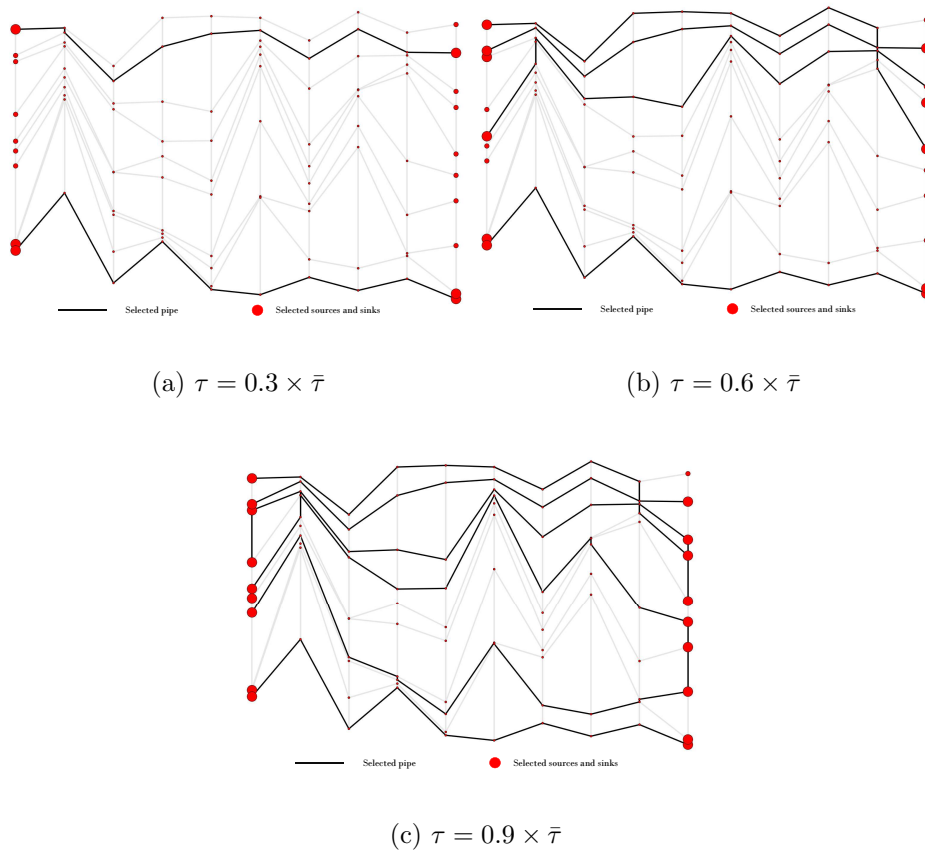 Selected pipe Selected sources and sinks Selected pipe Selected sources and sinks
(a) τ = 0.3 × τ̄ (b) τ = 0.6 × τ̄
Selected pipe Selected sources and sinks
(c) τ = 0.9 × τ̄